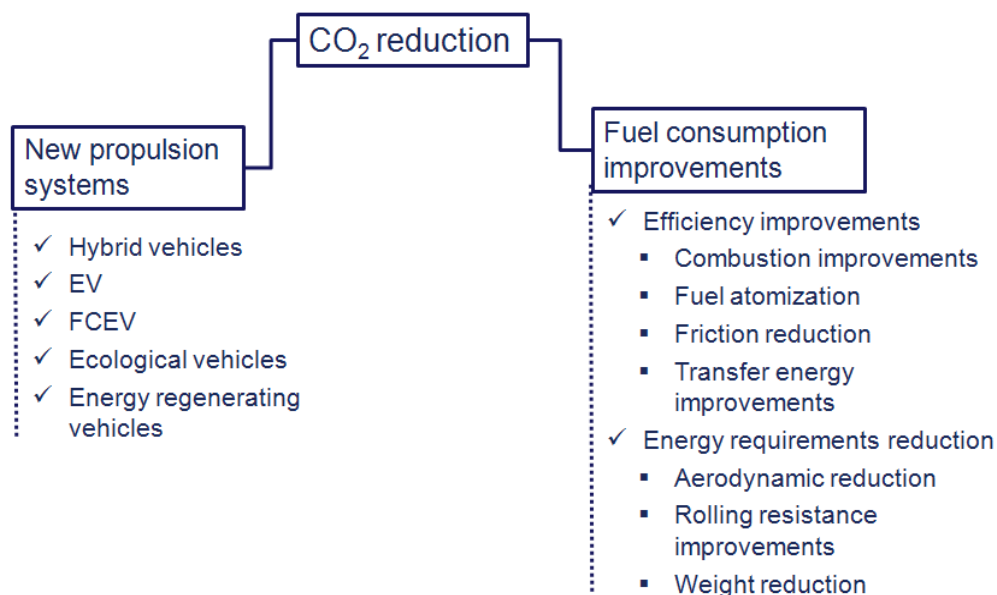 CO₂ reduction
New propulsion
systems
✓ Hybrid vehicles
✓ EV
✓ FCEV
✓ Ecological vehicles
✓ Energy regenerating
vehicles
Fuel consumption
improvements
✓ Efficiency improvements
▪ Combustion improvements
▪ Fuel atomization
▪ Friction reduction
▪ Transfer energy
improvements
✓ Energy requirements reduction
▪ Aerodynamic reduction
▪ Rolling resistance
improvements
▪ Weight reduction